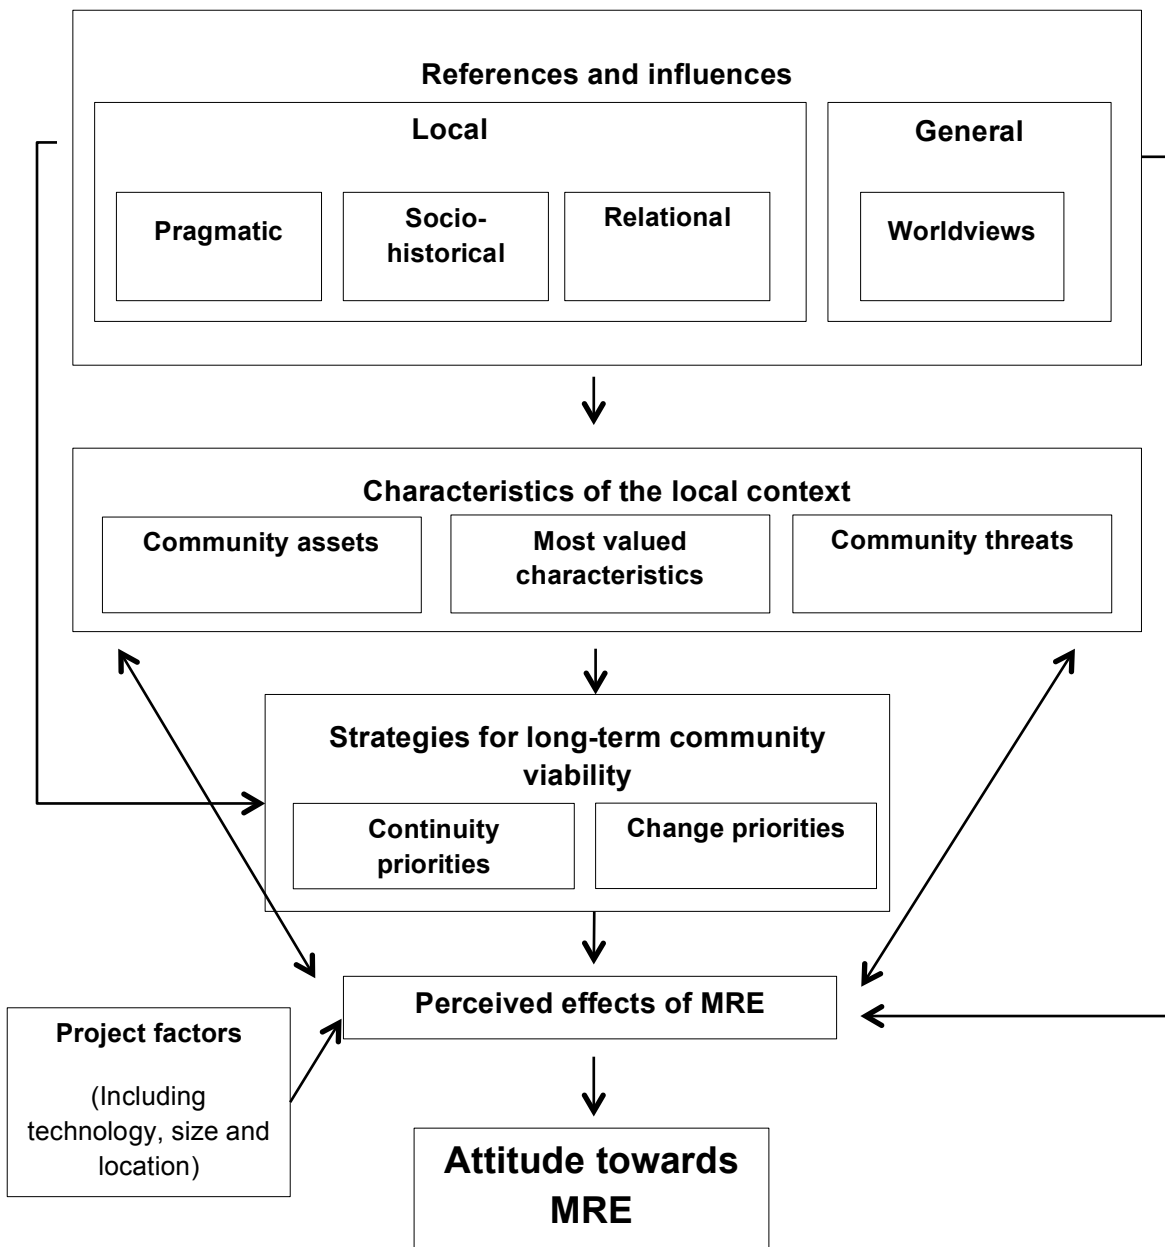 References and influences
Local
General
Pragmatic
Socio-
historical
Relational
Worldviews
Characteristics of the local context
Community assets
Most valued
characteristics
Community threats
Strategies for long-term community
viability
Continuity
priorities
Change priorities
Perceived effects of MRE
Project factors
(Including
technology, size and
location)
Attitude towards
MRE